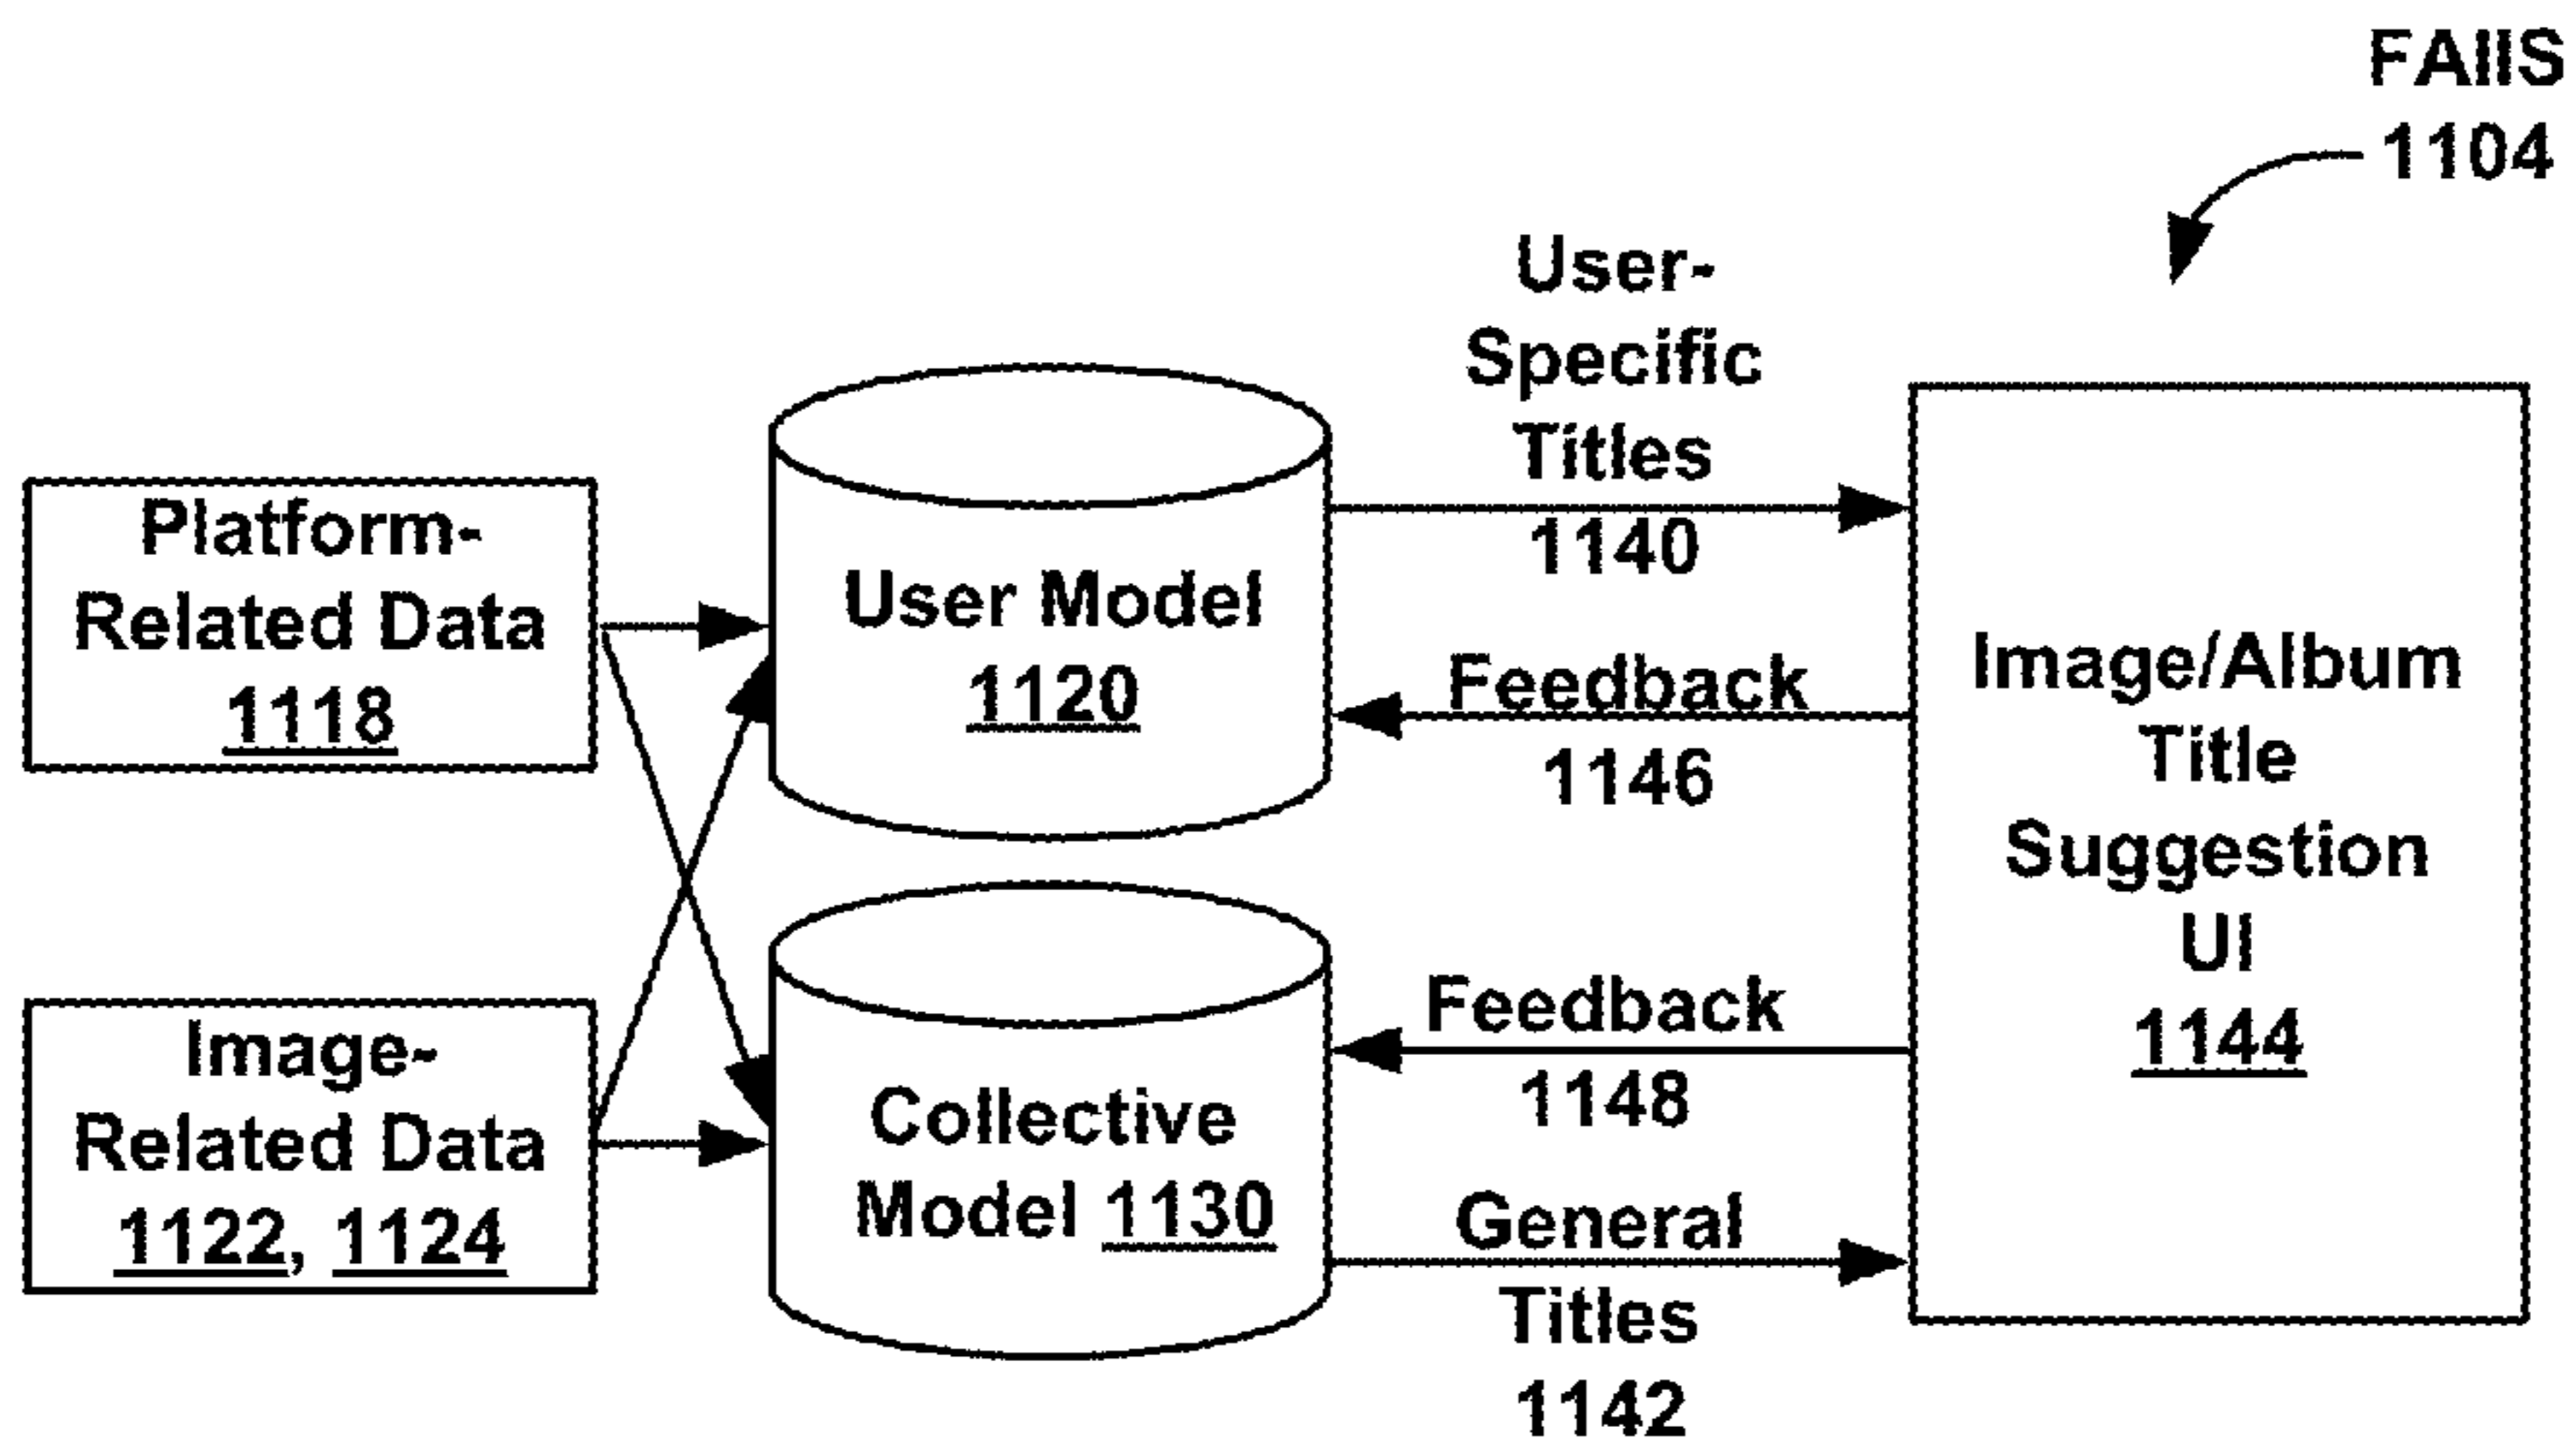 FAIIS
1104
User-
Specific
Titles
1140
Platform-
Related Data
1118
User Model
1120
Feedback
1146
Image/Album
Title
Suggestion
UI
1144
Image-
Related Data
1122, 1124
Collective
Model 1130
Feedback
1148
General
Titles
1142